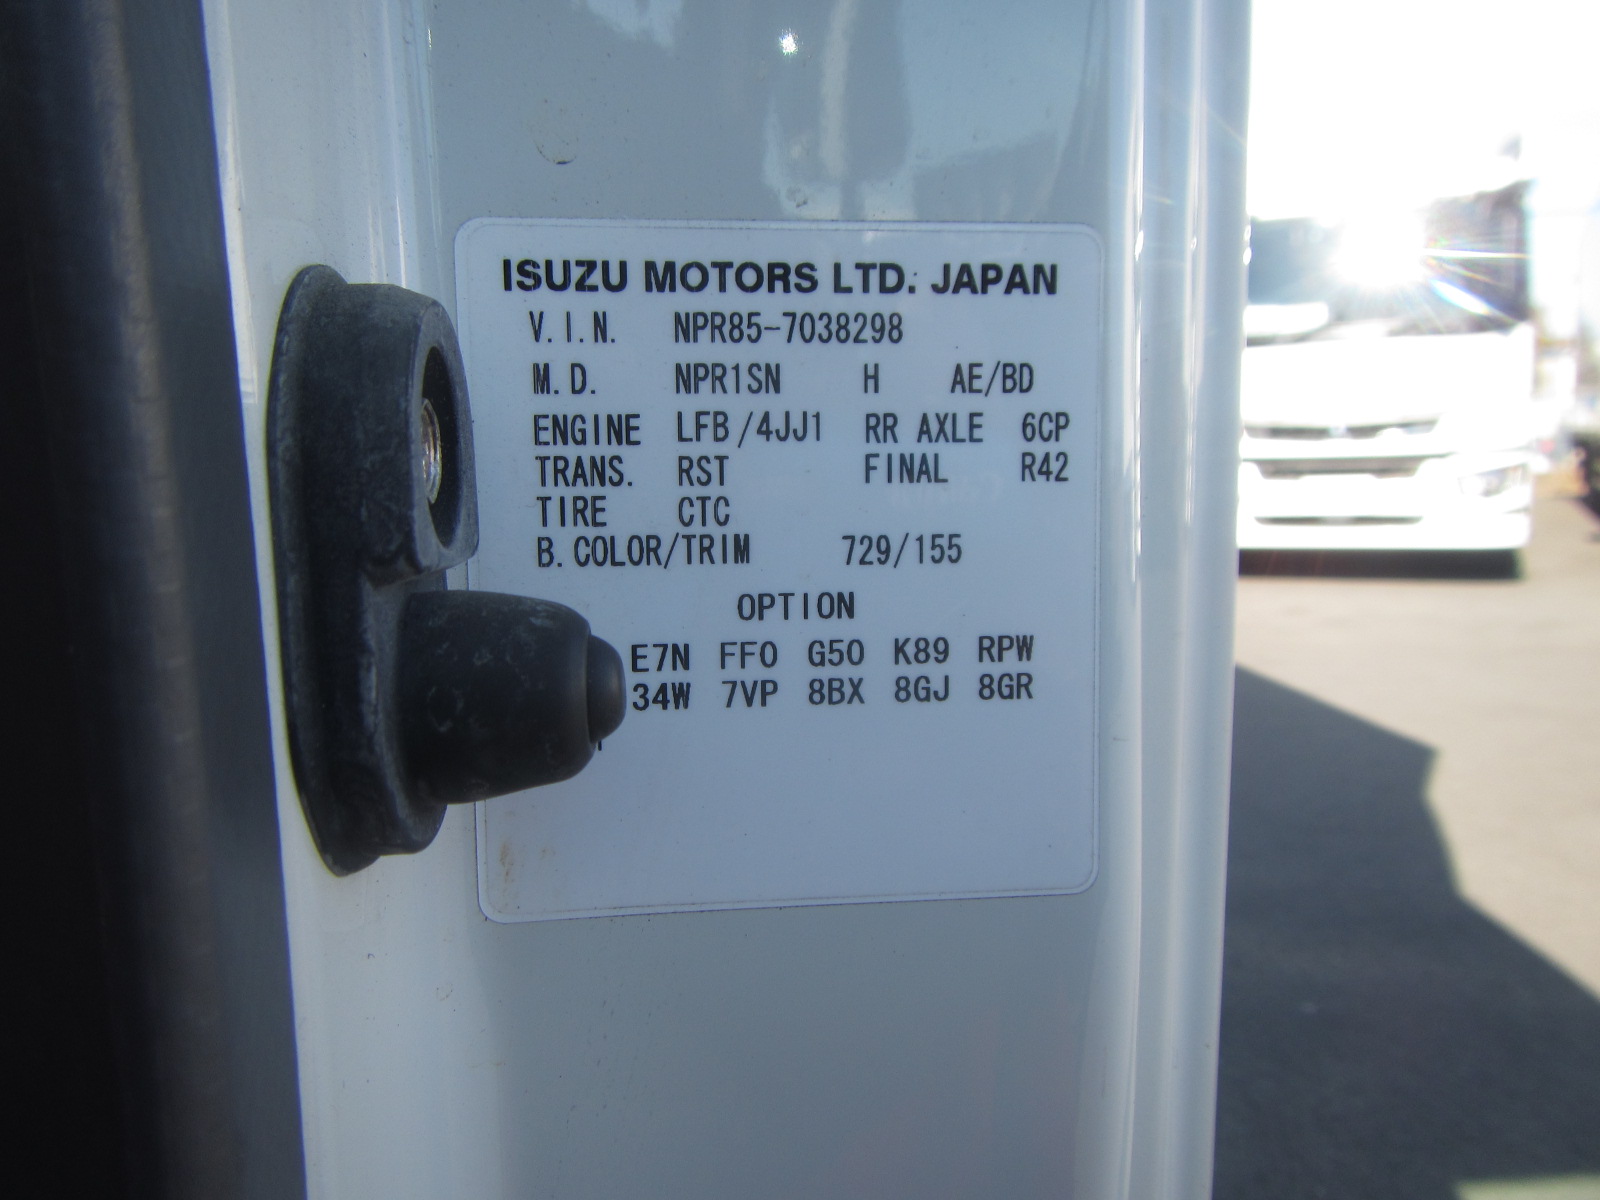 ISUZU MOTORS LTD. JAPAN
V.I.N. NPR85-7038298
M.D. NPR1SN H AE/BD
ENGINE LFB/4JJ1 RR AXLE 6CP
TRANS. RST FINAL R42
TIRE CTC
B.COLOR/TRIM 729/155
OPTION
E7N FF0 G50 K89 RPW
34W 7VP 8BX 8GJ 8GR